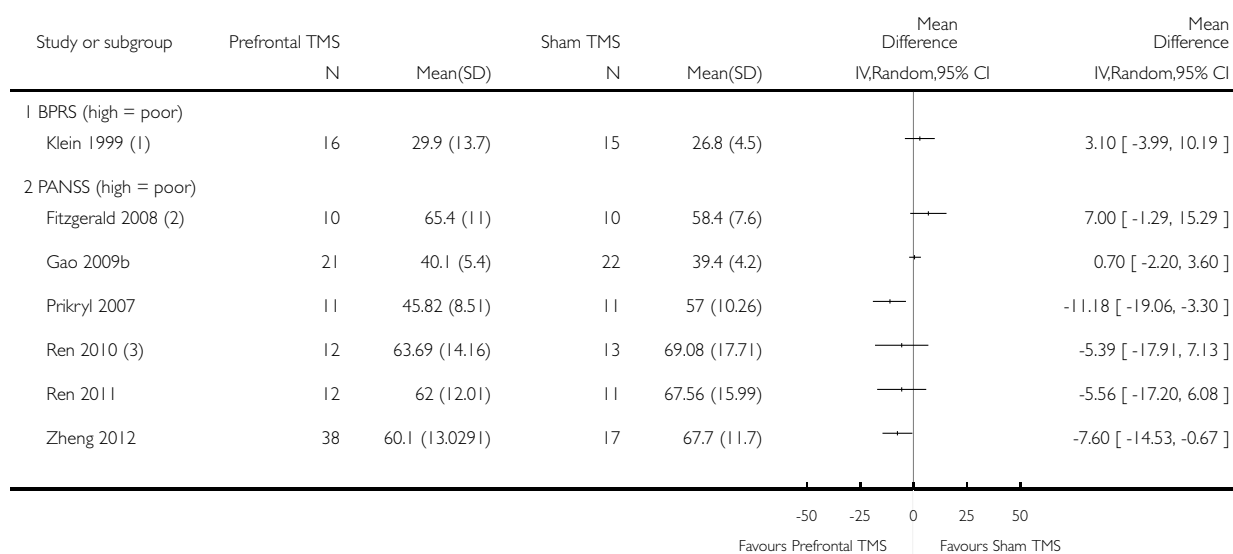 Mean Mean
Study or subgroup Prefrontal TMS Sham TMS Difference Difference
N Mean(SD) N Mean(SD) IV,Random,95% CI IV,Random,95% CI
1 BPRS (high = poor)
Klein 1999 (1) 16 29.9 (13.7) 15 26.8 (4.5) 3.10 [ -3.99, 10.19 ]
2 PANSS (high = poor)
Fitzgerald 2008 (2) 10 65.4 (11) 10 58.4 (7.6) 7.00 [ -1.29, 15.29 ]
Gao 2009b 21 40.1 (5.4) 22 39.4 (4.2) 0.70 [ -2.20, 3.60 ]
Prikryl 2007 11 45.82 (8.51) 11 57 (10.26) -11.18 [ -19.06, -3.30 ]
Ren 2010 (3) 12 63.69 (14.16) 13 69.08 (17.71) -5.39 [ -17.91, 7.13 ]
Ren 2011 12 62 (12.01) 11 67.56 (15.99) -5.56 [ -17.20, 6.08 ]
Zheng 2012 38 60.1 (13.0291) 17 67.7 (11.7) -7.60 [ -14.53, -0.67 ]
-50 -25 0 25 50
Favours Prefrontal TMS Favours Sham TMS